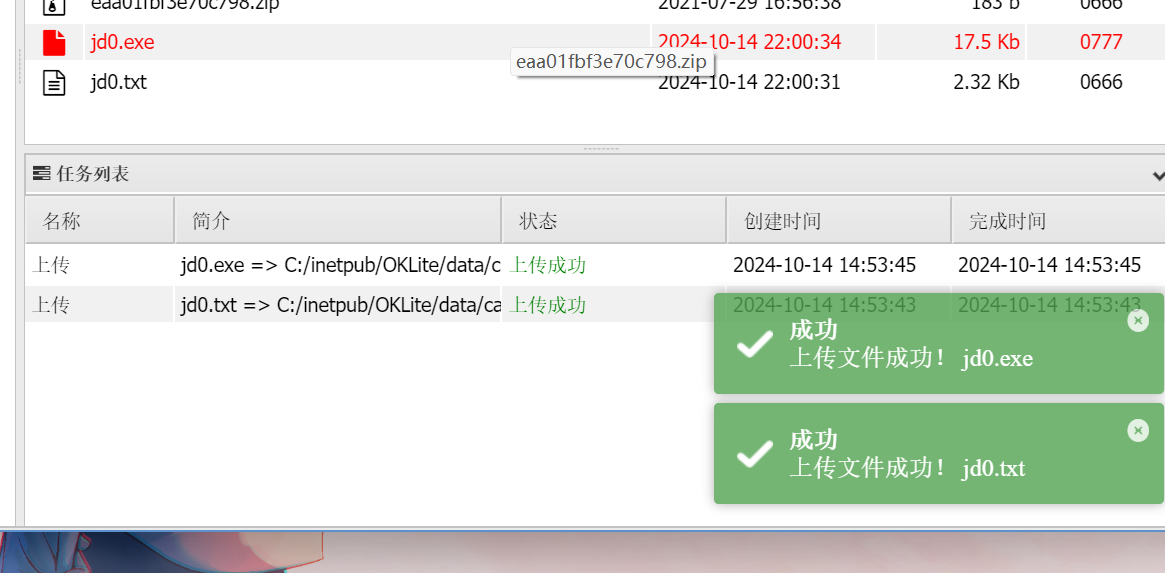 eaa01fbf3e70c798.zip 2021-07-29 16:56:38 183 b 0666
jd0.exe 2024-10-14 22:00:34 17.5 Kb 0777
eaa01fbf3e70c798.zip
jd0.txt 2024-10-14 22:00:31 2.32 Kb 0666
任务列表
名称 简介 状态 创建时间 完成时间
上传 jd0.exe => C:/inetpub/OKLite/data/c 上传成功 2024-10-14 14:53:45 2024-10-14 14:53:45
上传 jd0.txt => C:/inetpub/OKLite/data/ca 上传成功 2024-10-14 14:53:43 2024-10-14 14:53:43
成功
上传文件成功! jd0.exe
成功
上传文件成功! jd0.txt